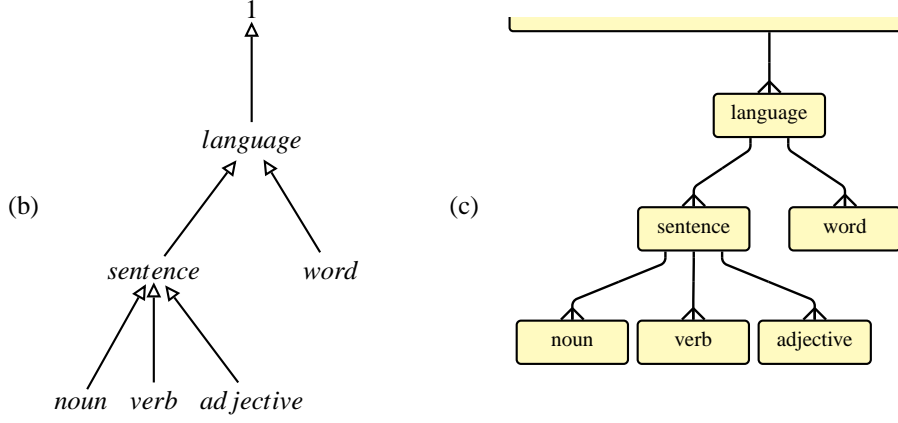 1
language
(b)
sentence
word
noun verb adjective
(c)
language
sentence
word
noun
verb
adjective